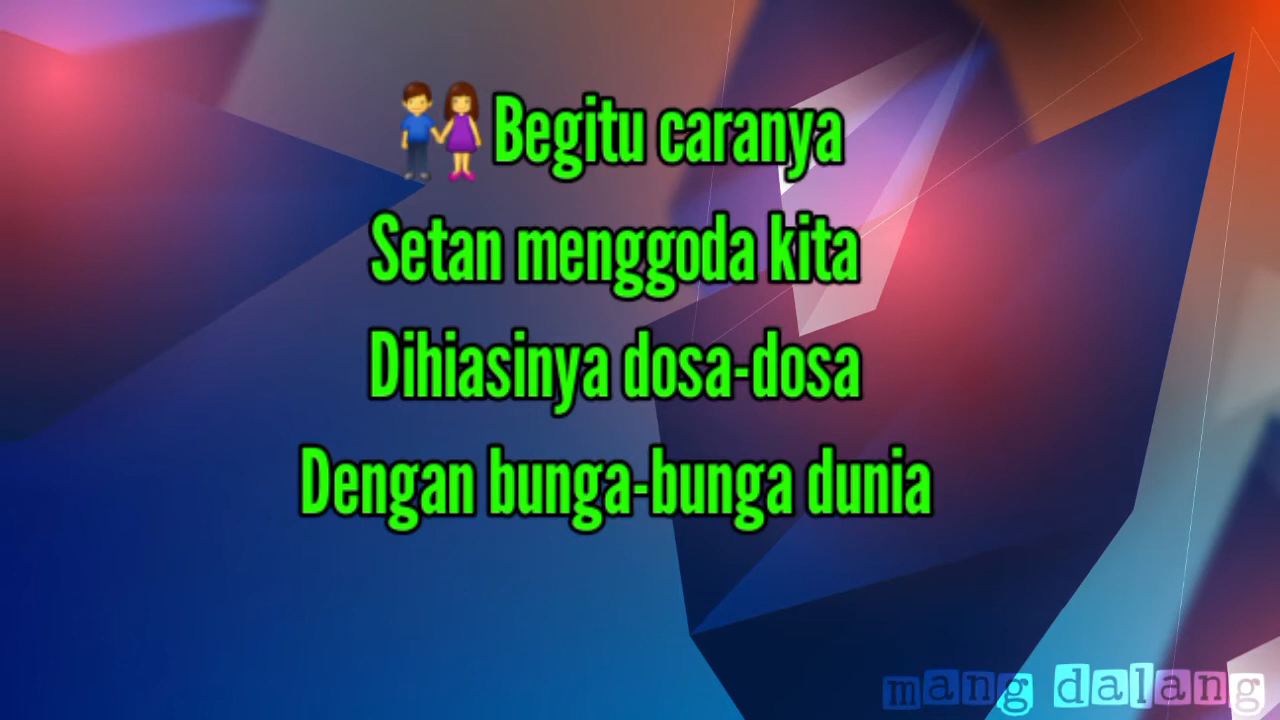 👫 Begitu caranya
Setan menggoda kita
Dihiasinya dosa-dosa
Dengan bunga-bunga dunia
mang dalang